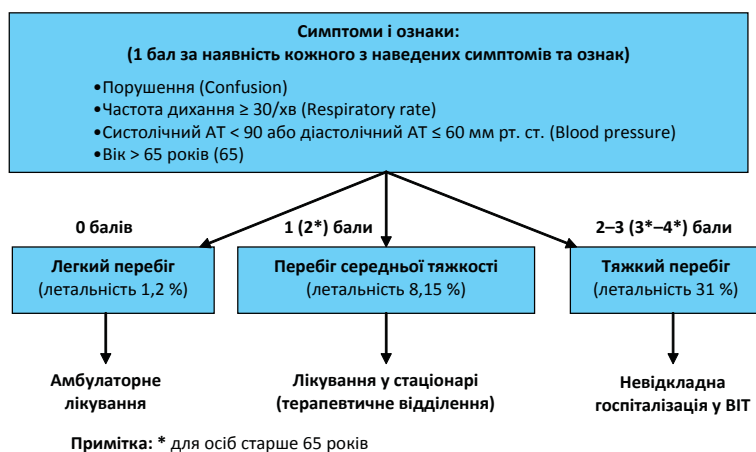 Симптоми і ознаки:
(1 бал за наявність кожного з наведених симптомів та ознак)
•Порушення (Confusion)
•Частота дихання ≥ 30/хв (Respiratory rate)
•Систолічний АТ < 90 або діастолічний АТ ≤ 60 мм рт. ст. (Blood pressure)
•Вік > 65 років (65)
0 балів
1 (2*) бали
2–3 (3*–4*) бали
Легкий перебіг
(летальність 1,2 %)
Перебіг середньої тяжкості
(летальність 8,15 %)
Тяжкий перебіг
(летальність 31 %)
Амбулаторне
лікування
Лікування у стаціонарі
(терапевтичне відділення)
Невідкладна
госпіталізація у ВІТ
Примітка: * для осіб старше 65 років